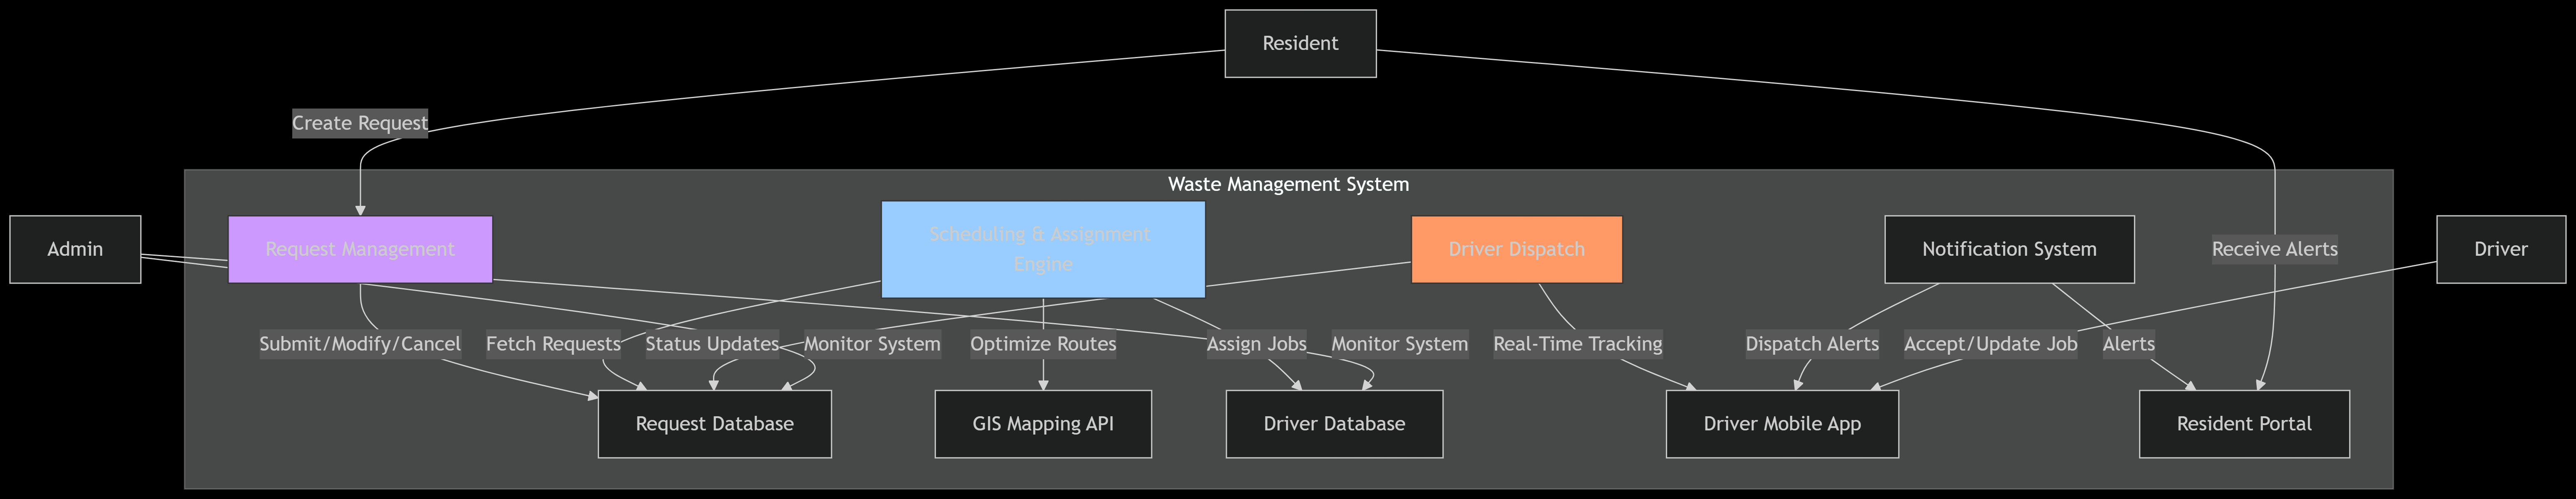 Resident
Create Request
Waste Management System
Admin
Request Management
Scheduling & Assignment
Engine
Driver Dispatch
Notification System
Receive Alerts
Driver
Submit/Modify/Cancel
Fetch Requests
Status Updates
Monitor System
Optimize Routes
Assign Jobs
Monitor System
Real-Time Tracking
Dispatch Alerts
Accept/Update Job
Alerts
Request Database
GIS Mapping API
Driver Database
Driver Mobile App
Resident Portal